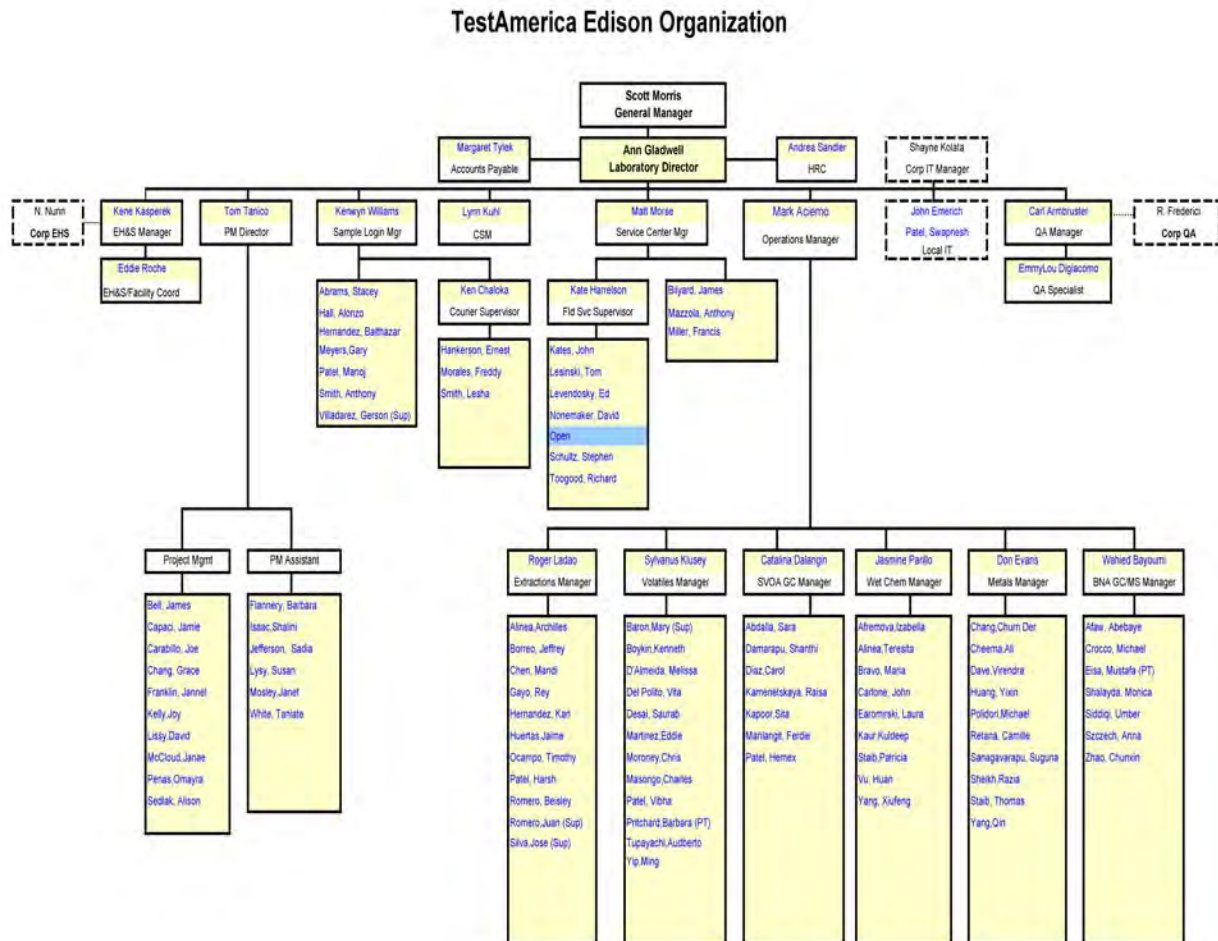 TestAmerica Edison Organization
Scott Morris
General Manager
Margaret Tylek
Accounts Payable
Ann Gladwell
Laboratory Director
Andrea Sandler
HRC
Shayne Kolata
Corp IT Manager
N. Nunn
Corp EHS
Kene Kasperek
EH&S Manager
Tom Tanico
PM Director
Kenwyn Williams
Sample Login Mgr
Lynn Kuhl
CSM
Matt Morse
Service Center Mgr
Mark Acierno
Operations Manager
John Emerich
Patel, Swapnesh
Local IT
Carl Armbruster
QA Manager
R. Federici
Corp QA
Eddie Roche
EH&S/Facility Coord
EmmyLou Digiacomo
QA Specialist
Abrams, Stacey
Hall, Alonzo
Hernandez, Balthazar
Meyers,Gary
Patel, Manoj
Smith, Anthony
Villadarez, Gerson (Sup)
Ken Chaloka
Courier Supervisor
Hankerson, Ernest
Morales, Freddy
Smith, Lesha
Kate Harrelson
Fld Svc Supervisor
Kates, John
Lesinski, Tom
Levendosky, Ed
Nonemaker, David
Open
Schultz, Stephen
Toogood, Richard
Bilyard, James
Mazzola, Anthony
Miller, Francis
Project Mgmt
Bell, James
Capaci, Jamie
Carabillo, Joe
Chang, Grace
Franklin, Jannel
Kelly,Joy
Lissy,David
McCloud,Janae
Penas,Omayra
Sedlak, Alison
PM Assistant
Flannery, Barbara
Isaac,Shalini
Jefferson, Sadia
Lysy, Susan
Mosley,Janet
White, Taniate
Roger Ladao
Extractions Manager
Alinea,Archilles
Borreo, Jeffrey
Chen, Mandi
Gayo, Rey
Hernandez, Karl
Huertas,Jaime
Ocampo, Timothy
Patel, Harsh
Romero, Beisley
Romero,Juan (Sup)
Silva,Jose (Sup)
Sylvanus Klusey
Volatiles Manager
Baron,Mary (Sup)
Boykin,Kenneth
D'Almeida, Melissa
Del Polito, Vita
Desai, Saurab
Martinez,Eddie
Moroney,Chris
Masongo,Charles
Patel, Vibha
Pritchard,Barbara (PT)
Tupayachi,Audberto
Yip,Ming
Catalina Dalangin
SVOA GC Manager
Abdalla, Sara
Damarapu, Shanthi
Diaz,Carol
Kamenetskaya, Raisa
Kapoor,Sita
Manlangit, Ferdie
Patel, Hemex
Jasmine Parillo
Wet Chem Manager
Afremova,Izabella
Alinea,Teresita
Bravo, Maria
Carlone, John
Earomirski, Laura
Kaur,Kuldeep
Staib,Patricia
Vu, Huan
Yang, Xiufeng
Don Evans
Metals Manager
Chang,Churn Der
Cheema,Ali
Dave,Virendra
Huang, Yixin
Polidori,Michael
Retana, Camille
Sanagavarapu, Suguna
Sheikh,Razia
Staib, Thomas
Yang,Qin
Wahied Bayoumi
BNA GC/MS Manager
Afaw, Abebaye
Crocco, Michael
Eisa, Mustafa (PT)
Shalayda, Monica
Siddiqi, Umber
Szczech, Anna
Zhao, Chunxin